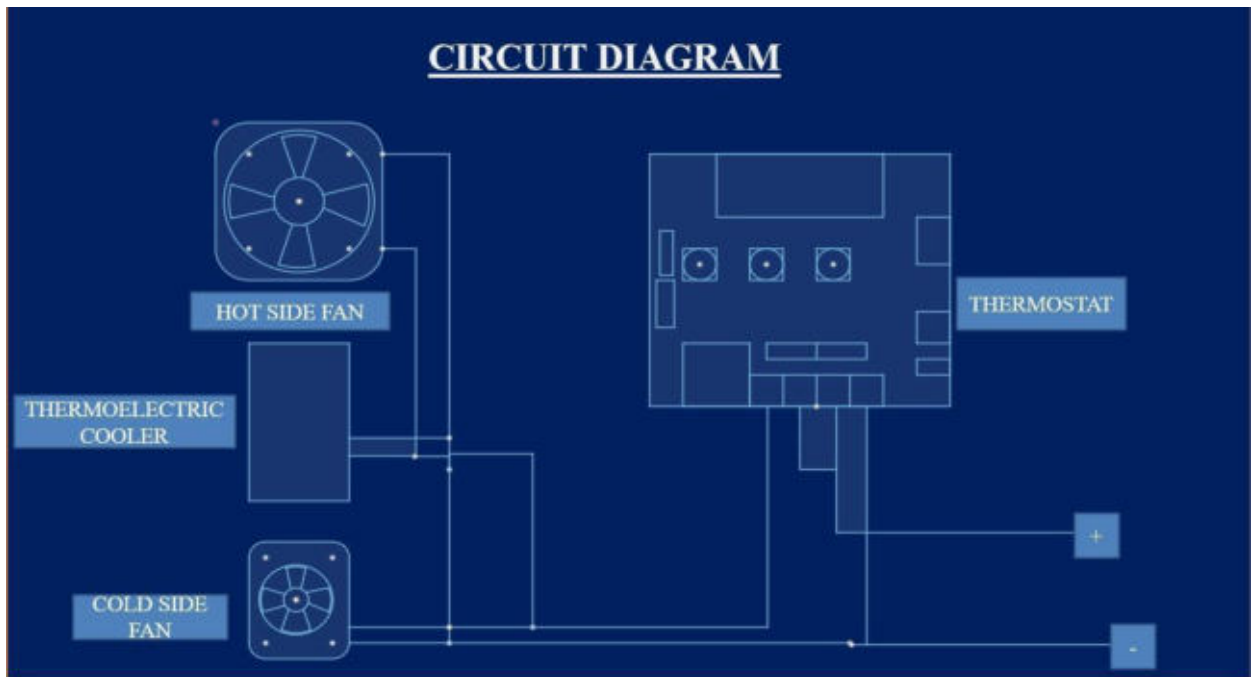 CIRCUIT DIAGRAM
HOT SIDE FAN
THERMOSTAT
THERMOELECTRIC
COOLER
+
COLD SIDE
FAN
-